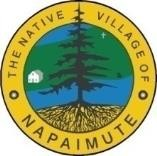 THE NATIVE VILLAGE OF
NAPAIMUTE